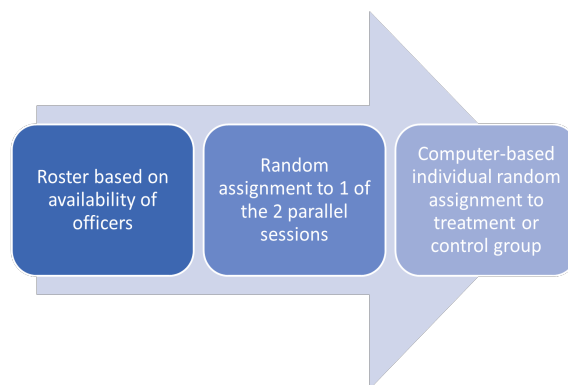 Roster based on
availability of
officers
Random
assignment to 1 of
the 2 parallel
sessions
Computer-based
individual random
assignment to
treatment or
control group